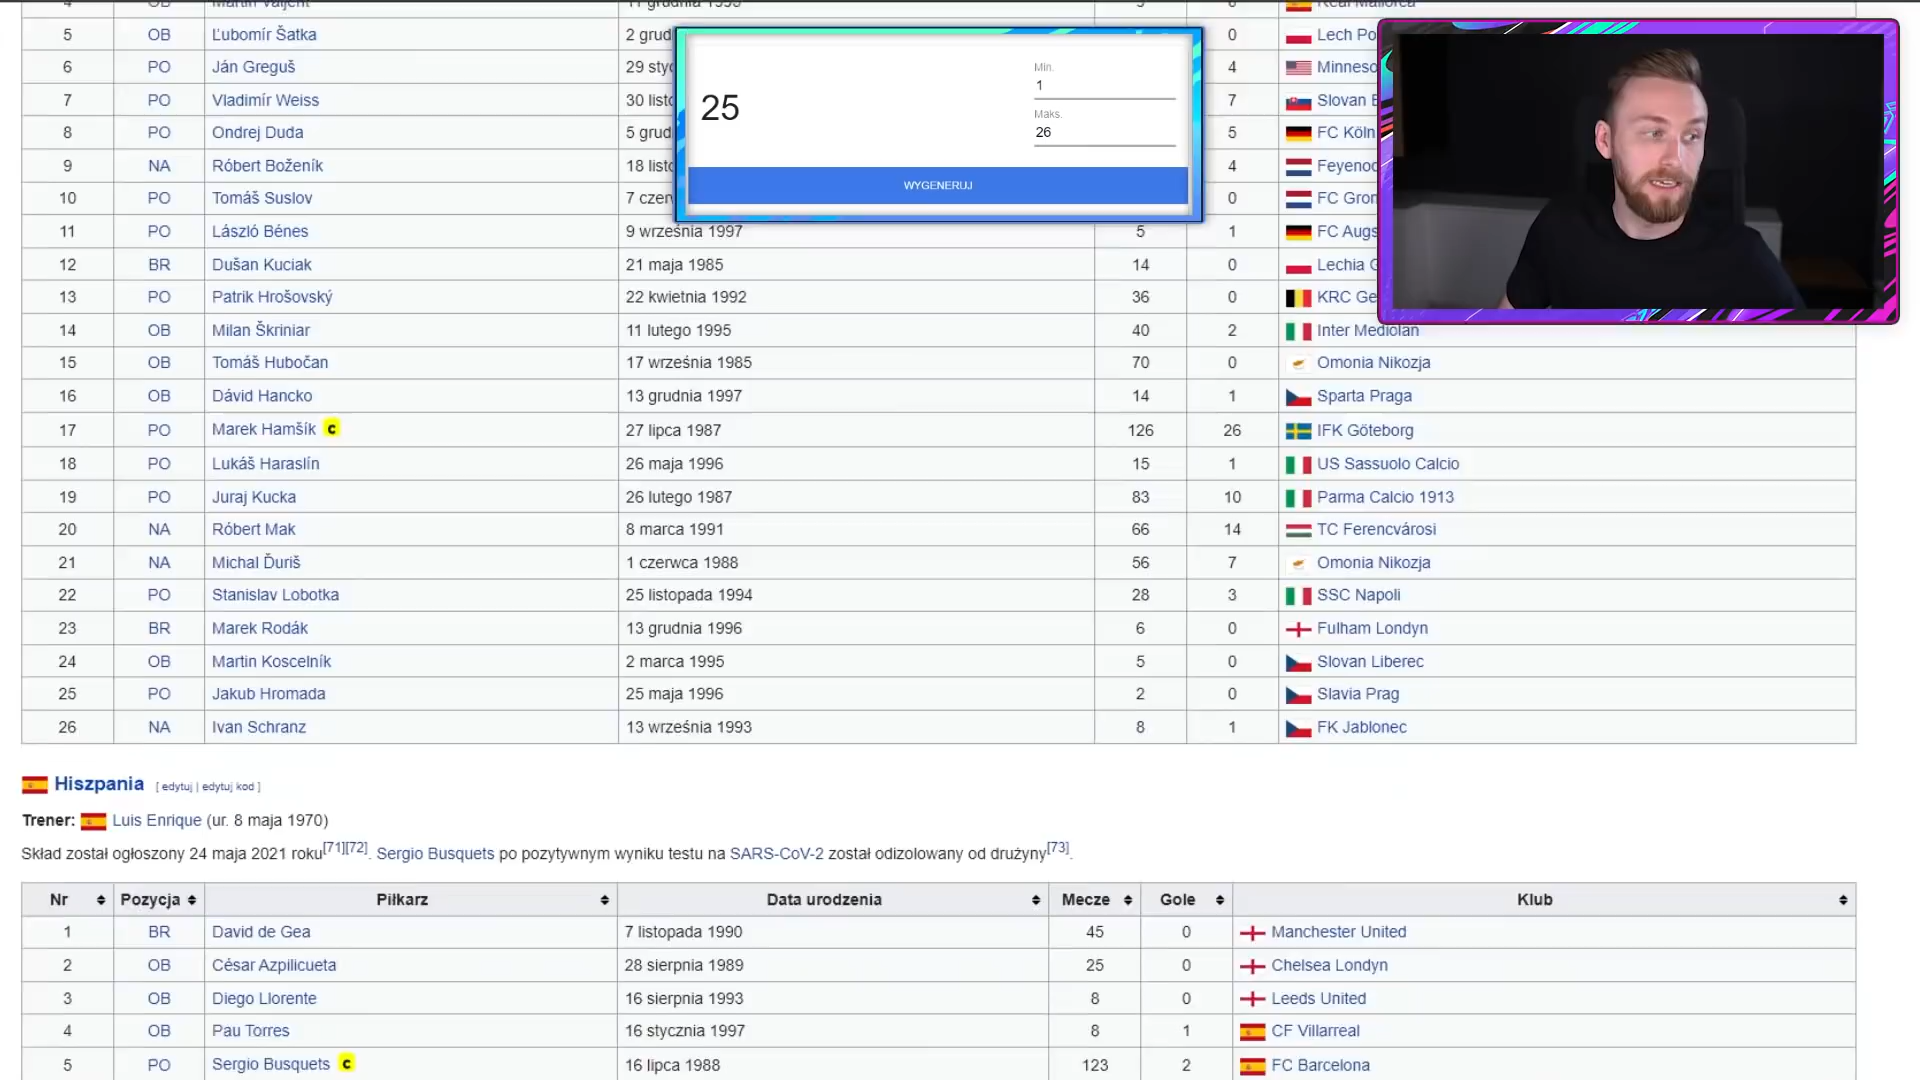 4 OB Martin Valjent 11 grudnia 1995 Real Mallorca
5 OB Ľubomír Šatka 2 grud 0 Lech Po
6 PO Ján Greguš 29 sty 4 Minneso
7 PO Vladimír Weiss 30 list 7 Slovan B
8 PO Ondrej Duda 5 grud 5 FC Köln
9 NA Róbert Boženík 18 list 4 Feyenoo
10 PO Tomáš Suslov 7 czer 0 FC Gron
Min.
1
25
Maks.
26
WYGENERUJ
11 PO László Bénes 9 września 1997 5 1 FC Augs
12 BR Dušan Kuciak 21 maja 1985 14 0 Lechia G
13 PO Patrik Hrošovský 22 kwietnia 1992 36 0 KRC Ge
14 OB Milan Škriniar 11 lutego 1995 40 2 Inter Mediolan
15 OB Tomáš Hubočan 17 września 1985 70 0 Omonia Nikozja
16 OB Dávid Hancko 13 grudnia 1997 14 1 Sparta Praga
17 PO Marek Hamšík c 27 lipca 1987 126 26 IFK Göteborg
18 PO Lukáš Haraslín 26 maja 1996 15 1 US Sassuolo Calcio
19 PO Juraj Kucka 26 lutego 1987 83 10 Parma Calcio 1913
20 NA Róbert Mak 8 marca 1991 66 14 TC Ferencvárosi
21 NA Michal Ďuriš 1 czerwca 1988 56 7 Omonia Nikozja
22 PO Stanislav Lobotka 25 listopada 1994 28 3 SSC Napoli
23 BR Marek Rodák 13 grudnia 1996 6 0 Fulham Londyn
24 OB Martin Koscelník 2 marca 1995 5 0 Slovan Liberec
25 PO Jakub Hromada 25 maja 1996 2 0 Slavia Prag
26 NA Ivan Schranz 13 września 1993 8 1 FK Jablonec
Hiszpania [ edytuj | edytuj kod ]
Trener: Luis Enrique (ur. 8 maja 1970)
Skład został ogłoszony 24 maja 2021 roku[71][72]. Sergio Busquets po pozytywnym wyniku testu na SARS-CoV-2 został odizolowany od drużyny[73].
Nr Pozycja Piłkarz Data urodzenia Mecze Gole Klub
1 BR David de Gea 7 listopada 1990 45 0 Manchester United
2 OB César Azpilicueta 28 sierpnia 1989 25 0 Chelsea Londyn
3 OB Diego Llorente 16 sierpnia 1993 8 0 Leeds United
4 OB Pau Torres 16 stycznia 1997 8 1 CF Villarreal
5 PO Sergio Busquets c 16 lipca 1988 123 2 FC Barcelona